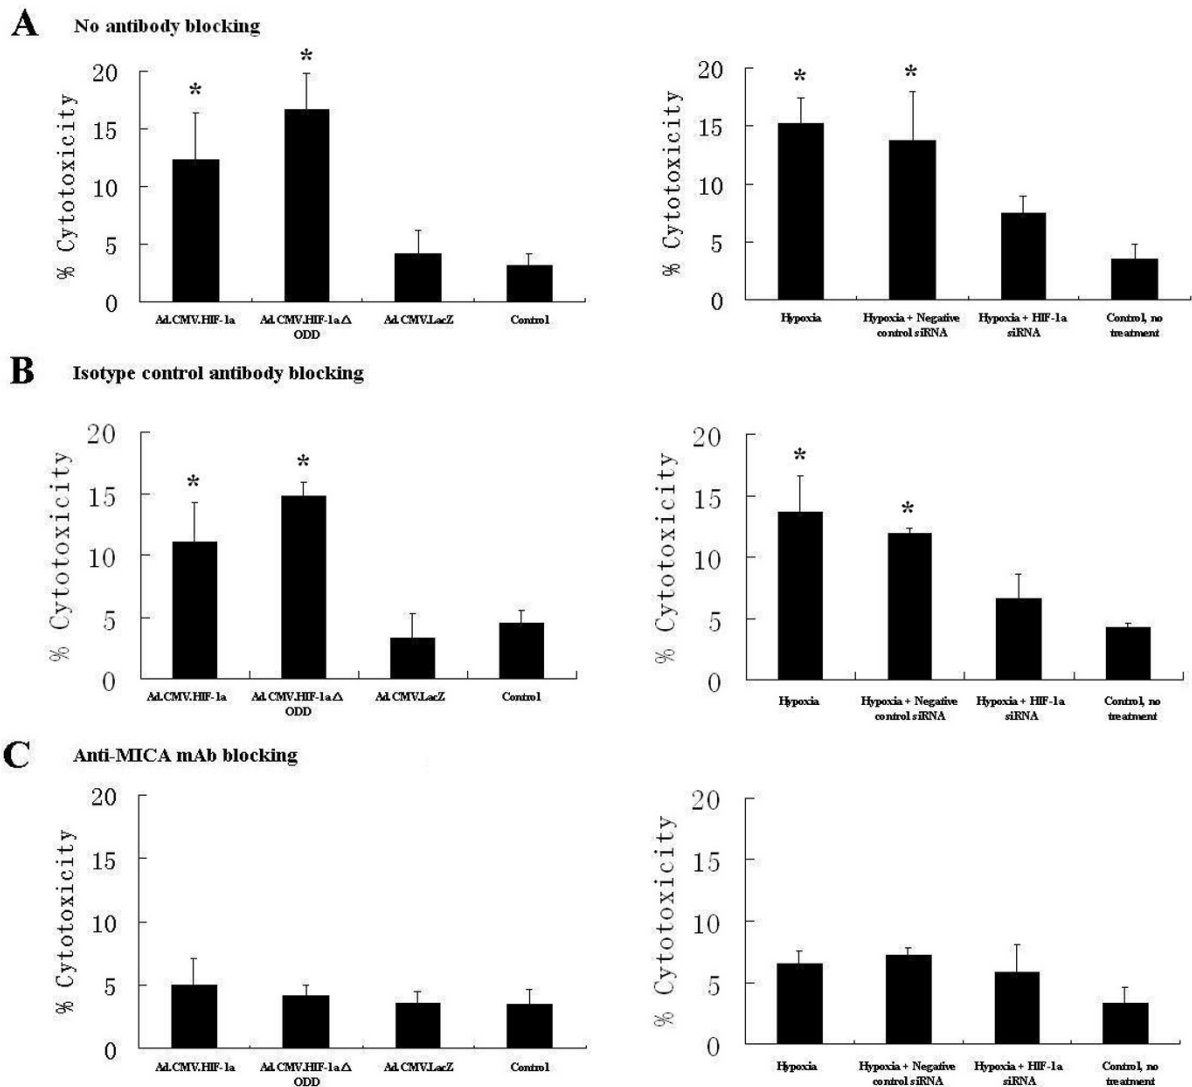 A No antibody blocking
% Cytotoxicity
20
15
10
5
0
*
*
Ad.CMV.HIF-1a
Ad.CMV.HIF-1a△
ODD
Ad.CMV.LacZ
Control
% Cytotoxicity
20
15
10
5
0
*
*
Hypoxia
Hypoxia + Negative
control siRNA
Hypoxia + HIF-1a
siRNA
Control, no
treatment
B Isotype control antibody blocking
% Cytotoxicity
20
15
10
5
0
*
*
Ad.CMV.HIF-1a
Ad.CMV.HIF-1a△
ODD
Ad.CMV.LacZ
Control
% Cytotoxicity
20
15
10
5
0
*
*
Hypoxia
Hypoxia + Negative
control siRNA
Hypoxia + HIF-1a
siRNA
Control, no
treatment
C Anti-MICA mAb blocking
% Cytotoxicity
20
15
10
5
0
Ad.CMV.HIF-1a
Ad.CMV.HIF-1a△
ODD
Ad.CMV.LacZ
Control
% Cytotoxicity
20
15
10
5
0
Hypoxia
Hypoxia + Negative
control siRNA
Hypoxia + HIF-1a
siRNA
Control, no
treatment